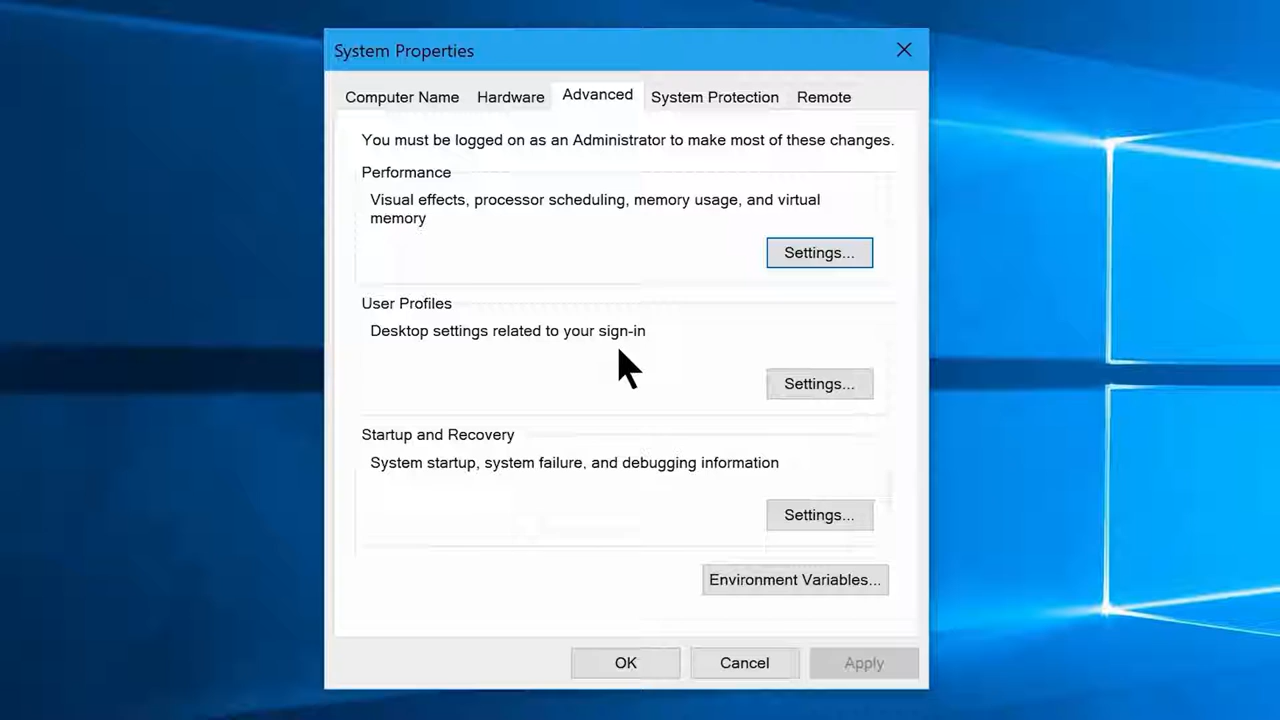 System Properties
Computer Name Hardware Advanced System Protection Remote
You must be logged on as an Administrator to make most of these changes.
Performance
Visual effects, processor scheduling, memory usage, and virtual
memory
Settings...
User Profiles
Desktop settings related to your sign-in
Settings...
Startup and Recovery
System startup, system failure, and debugging information
Settings...
Environment Variables...
OK Cancel Apply